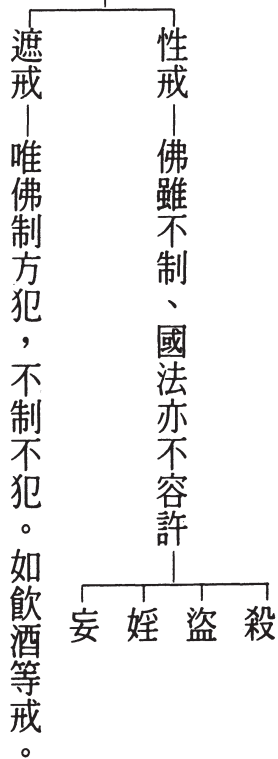 性戒—佛雖不制、國法亦不容許—
殺
盜
婬
妄
遮戒—唯佛制方犯，不制不犯。如飲酒等戒。